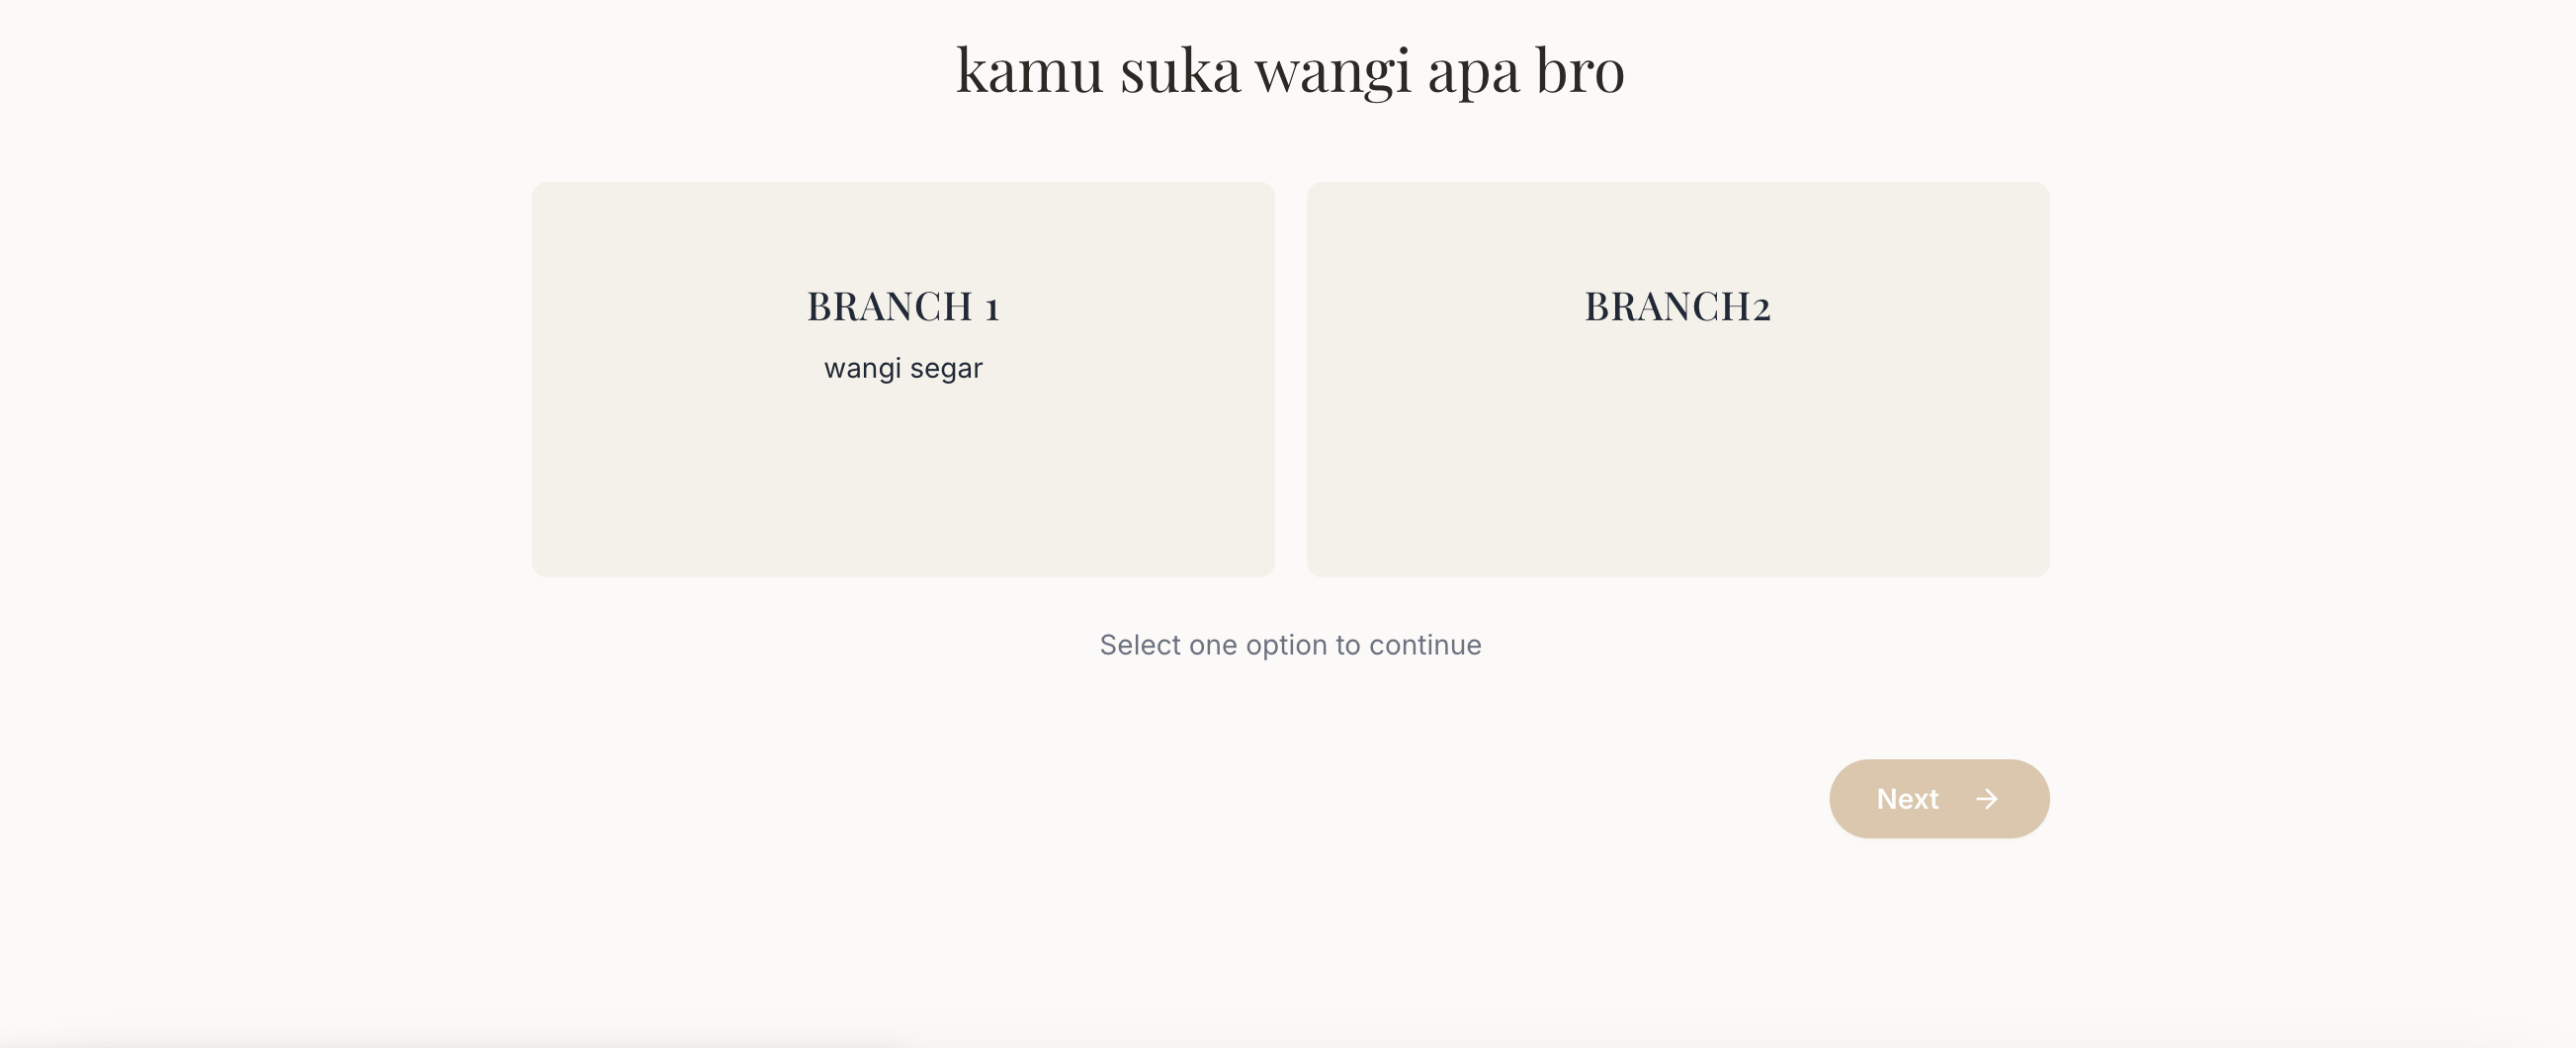 kamu suka wangi apa bro
BRANCH 1
wangi segar
BRANCH2
Select one option to continue
Next